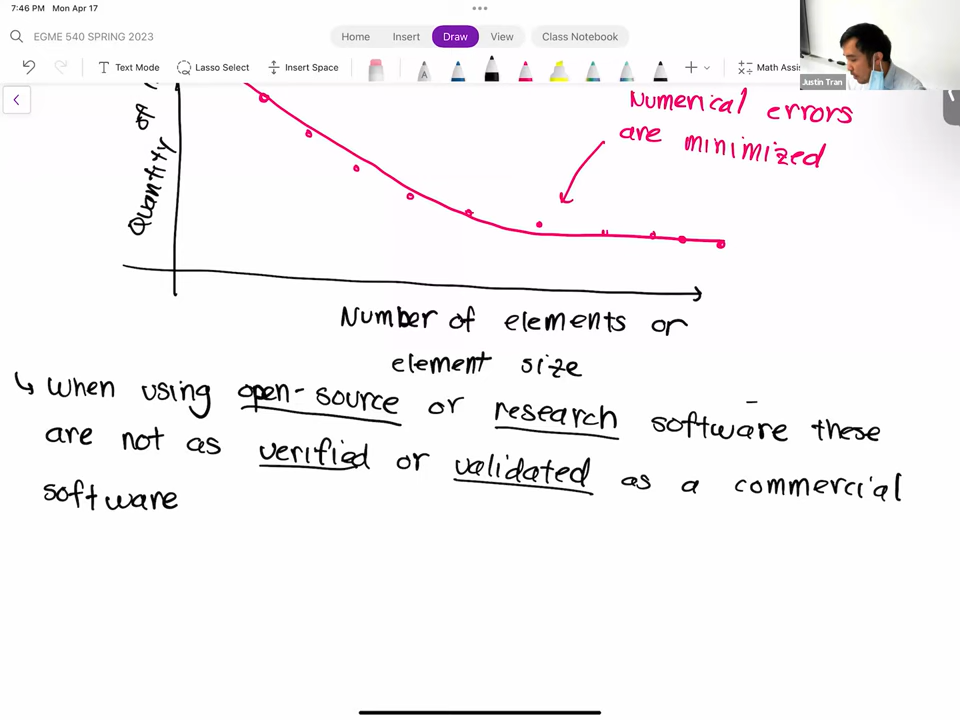 7:46 PM Mon Apr 17
EGME 540 SPRING 2023
Home Insert Draw View Class Notebook
Text Mode Lasso Select Insert Space Math Assis
Justin Tran
Quantity of
Numerical errors
are minimized
Number of elements or
element size
↳ When using open-source or research software these
are not as verified or validated as a commercial
software